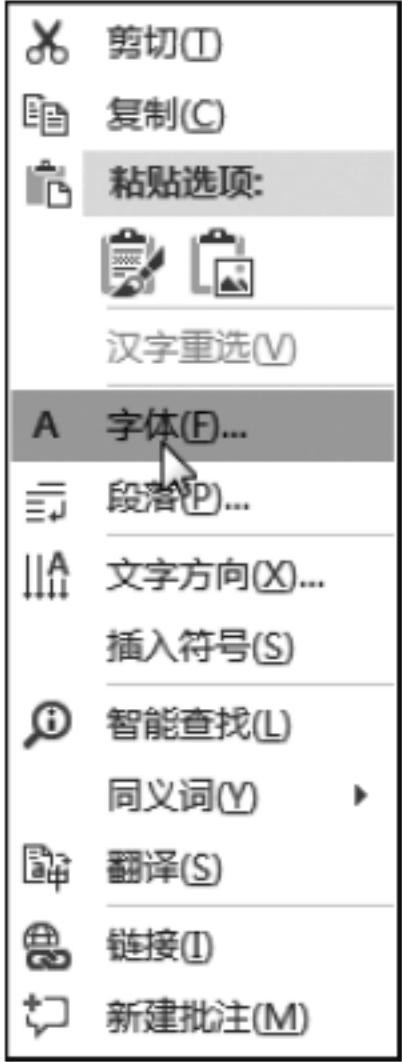 剪切(T)
复制(C)
粘贴选项:
汉字重选(V)
A 字体(F)...
段落(P)...
文字方向(X)...
插入符号(S)
智能查找(L)
同义词(Y)
翻译(S)
链接(I)
新建批注(M)